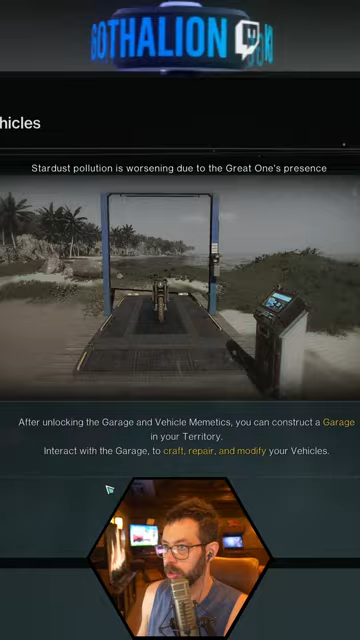 GOTHALION
hicles
Stardust pollution is worsening due to the Great One's presence
After unlocking the Garage and Vehicle Memetics, you can construct a Garage
in your Territory.
Interact with the Garage, to craft, repair, and modify your Vehicles.